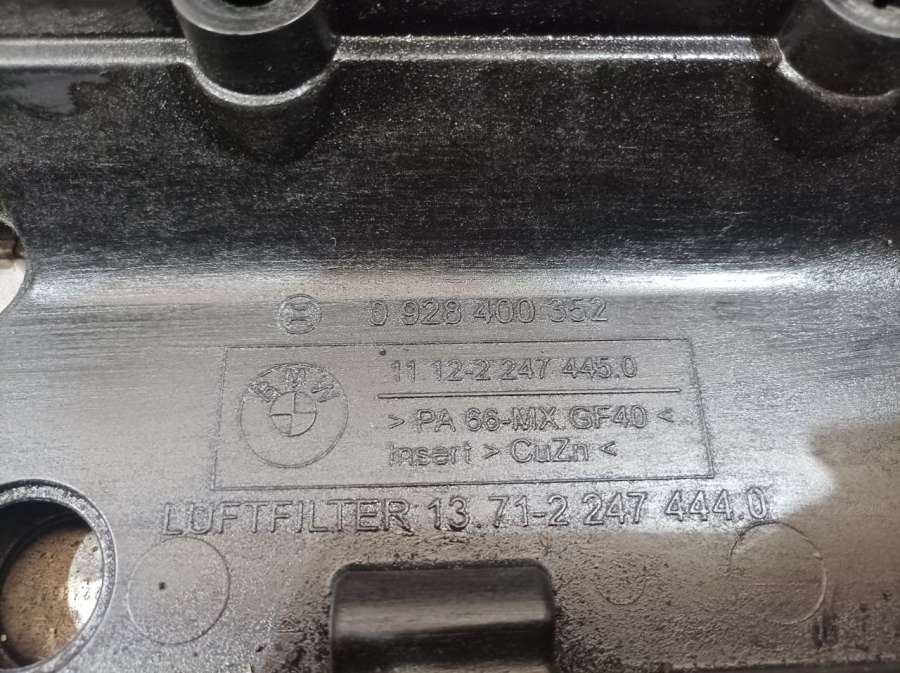 0 928 400 352
BMW
11 12-2 247 445.0
> PA 66-MX GF40 <
Insert > CuZn <
LUFTFILTER 13.71-2 247 444.0